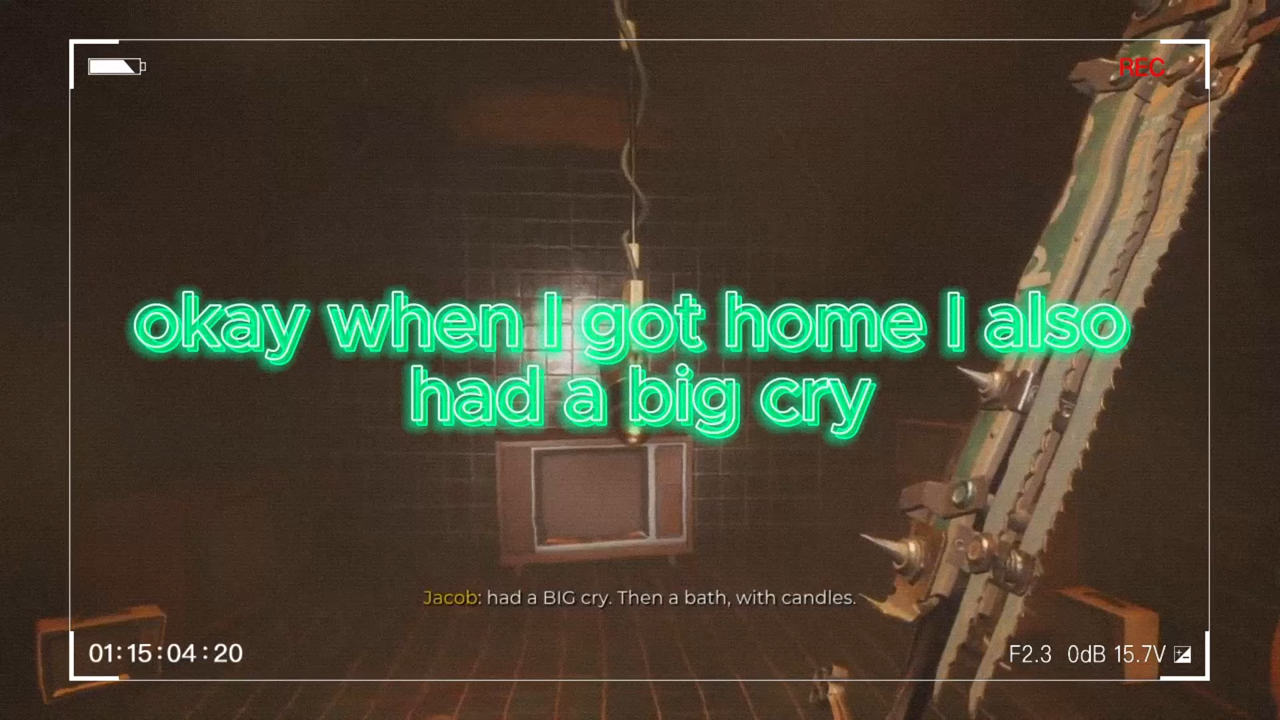 REC
okay when I got home I also
had a big cry
Jacob: had a BIG cry. Then a bath, with candles.
01:15:04:20
F2.3 0dB 15.7V